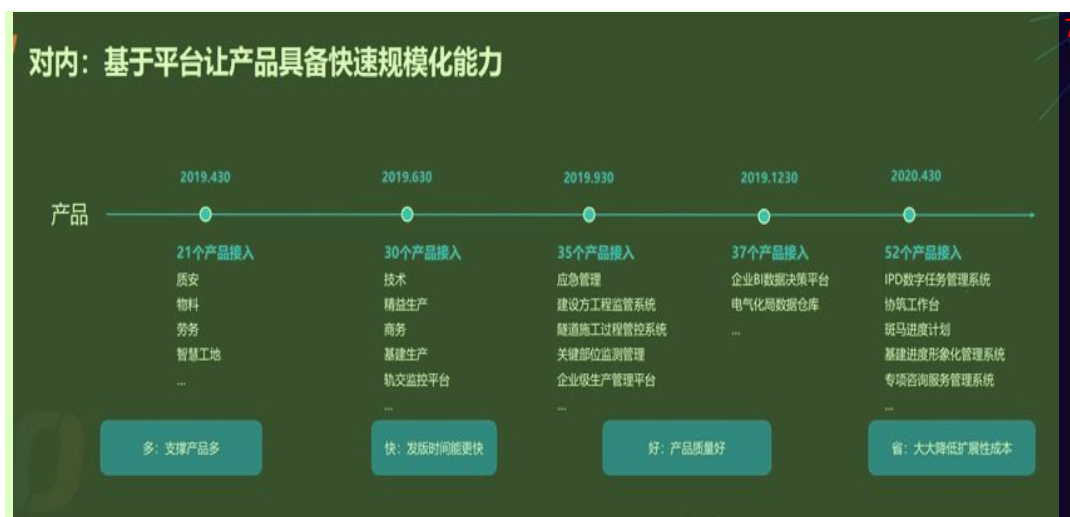 对内：基于平台让产品具备快速规模化能力
产品
2019.430
21个产品接入
质安
物料
劳务
智慧工地
...
2019.630
30个产品接入
技术
精益生产
商务
基建生产
轨交监控平台
...
2019.930
35个产品接入
应急管理
建设方工程监管系统
隧道施工过程管控系统
关键部位监测管理
企业级生产管理平台
...
2019.1230
37个产品接入
企业BI数据决策平台
电气化局数据仓库
...
2020.430
52个产品接入
IPD数字任务管理系统
协筑工作台
斑马进度计划
基建进度形象化管理系统
专项咨询服务管理系统
...
多：支撑产品多
快：发版时间能更快
好：产品质量好
省：大大降低扩展性成本